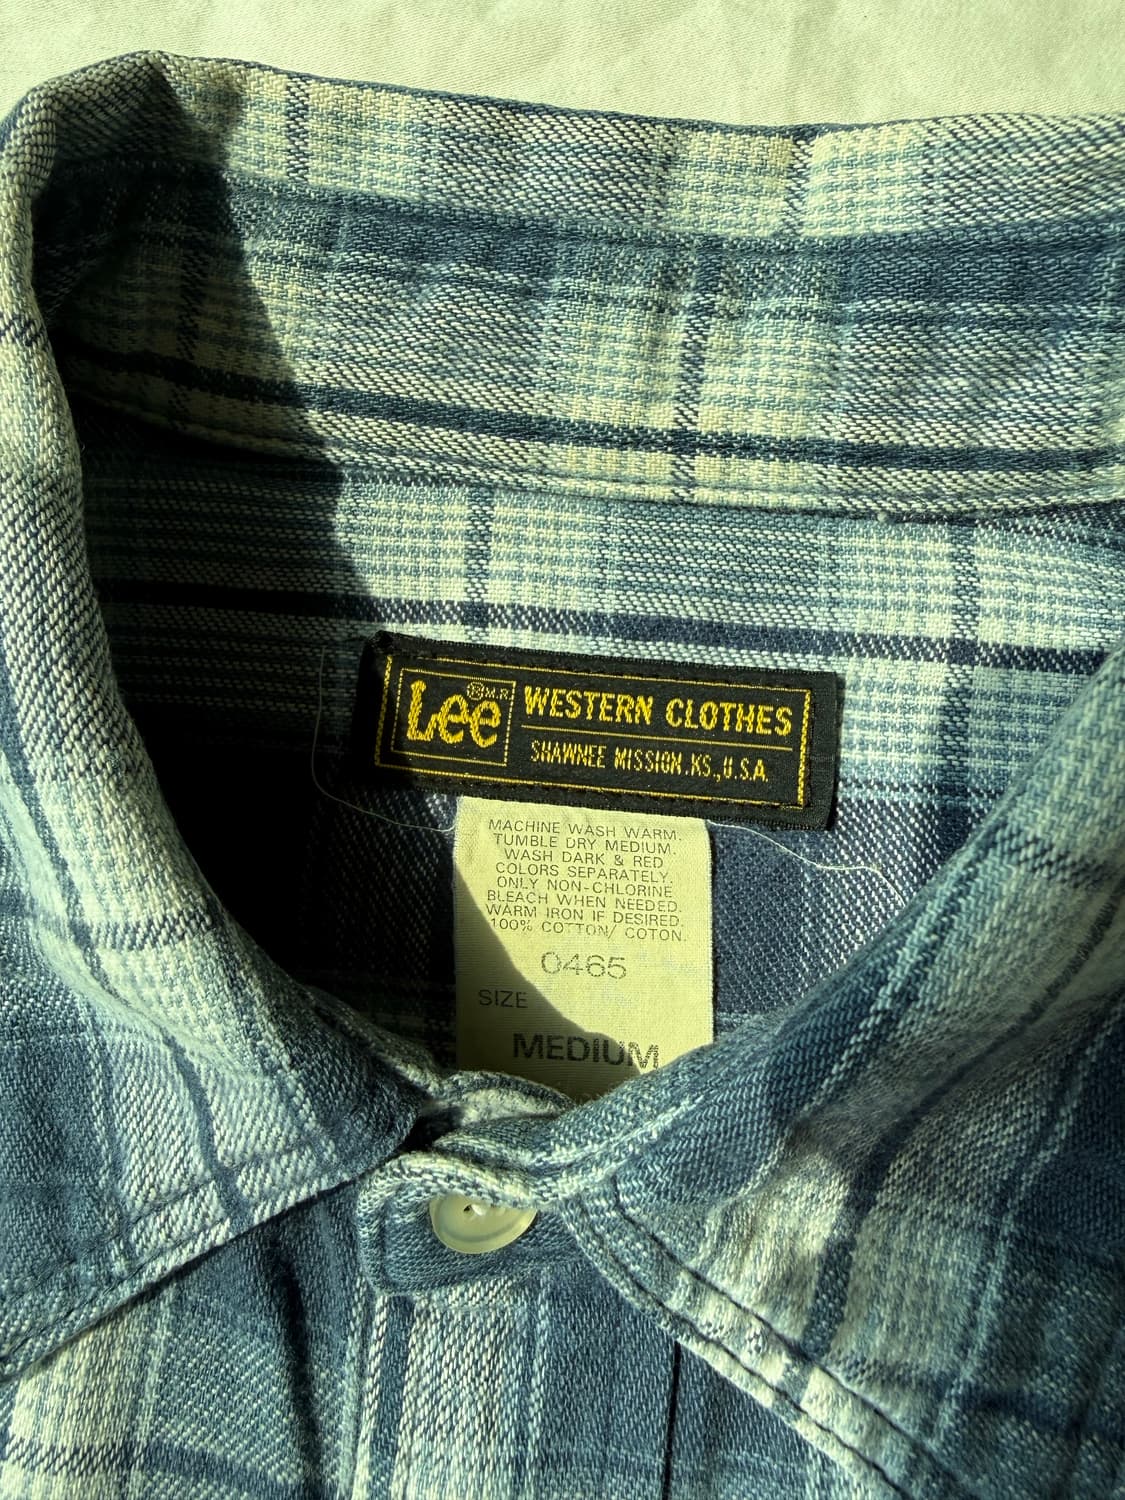 Lee ® M.R.
WESTERN CLOTHES
SHAWNEE MISSION.KS.,U.S.A.
MACHINE WASH WARM.
TUMBLE DRY MEDIUM.
WASH DARK & RED
COLORS SEPARATELY.
ONLY NON-CHLORINE
BLEACH WHEN NEEDED.
WARM IRON IF DESIRED.
100% COTTON/ COTON.
0465
SIZE
MEDIUM